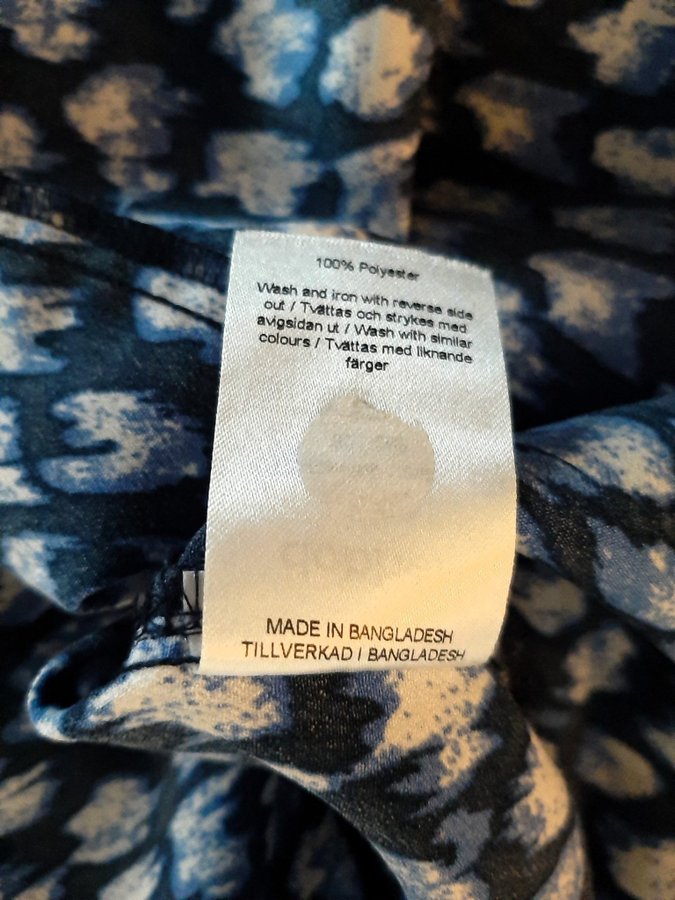 100% Polyester
Wash and iron with reverse side
out / Tvättas och strykes med
avigsidan ut / Wash with similar
colours / Tvättas med liknande
färger
MADE IN BANGLADESH
TILLVERKAD I BANGLADESH